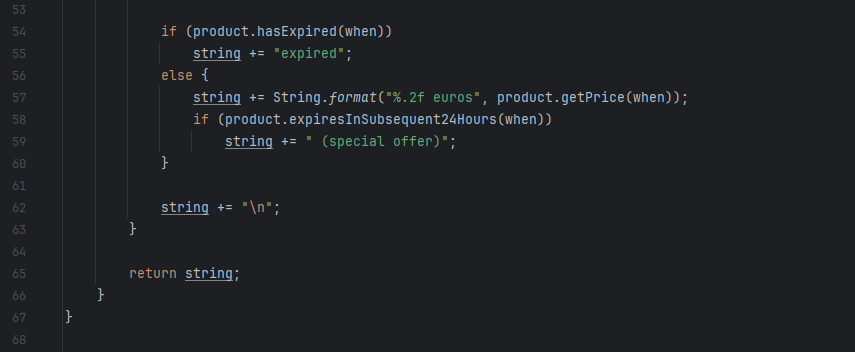 53
54 if (product.hasExpired(when))
55 string += "expired";
56 else {
57 string += String.format("%.2f euros", product.getPrice(when));
58 if (product.expiresInSubsequent24Hours(when))
59 string += " (special offer)";
60 }
61
62 string += "\n";
63 }
64
65 return string;
66 }
67 }
68